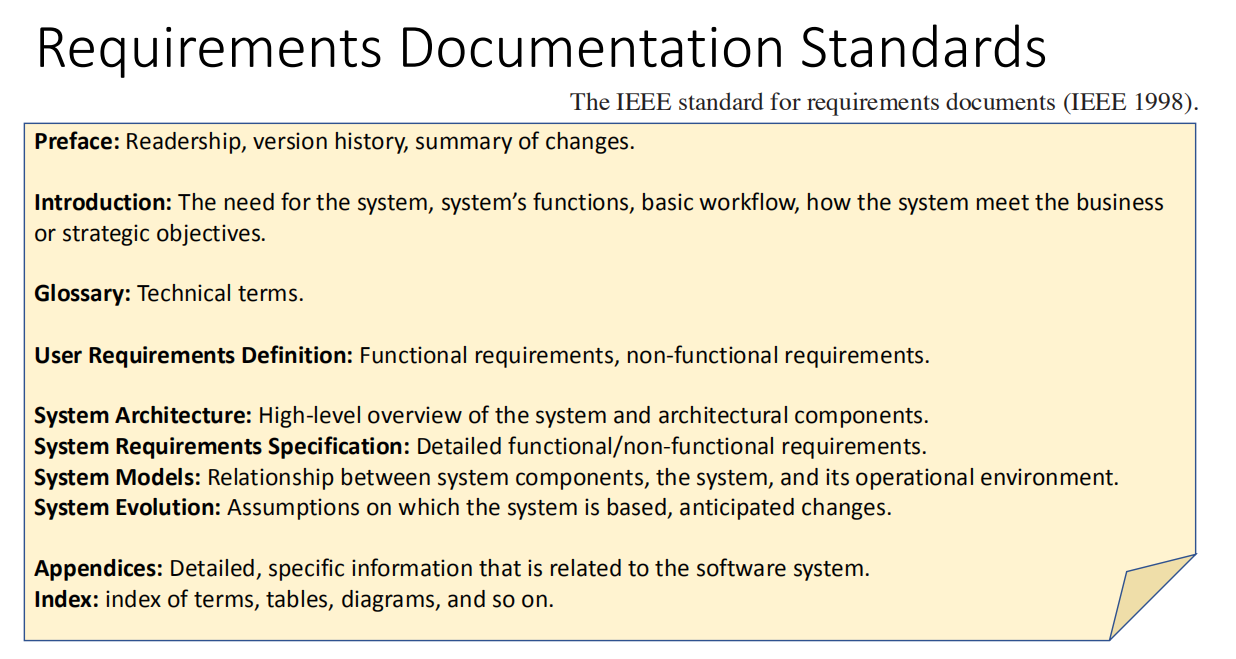 Requirements Documentation Standards
The IEEE standard for requirements documents (IEEE 1998).
Preface: Readership, version history, summary of changes.
Introduction: The need for the system, system’s functions, basic workflow, how the system meet the business
or strategic objectives.
Glossary: Technical terms.
User Requirements Definition: Functional requirements, non-functional requirements.
System Architecture: High-level overview of the system and architectural components.
System Requirements Specification: Detailed functional/non-functional requirements.
System Models: Relationship between system components, the system, and its operational environment.
System Evolution: Assumptions on which the system is based, anticipated changes.
Appendices: Detailed, specific information that is related to the software system.
Index: index of terms, tables, diagrams, and so on.